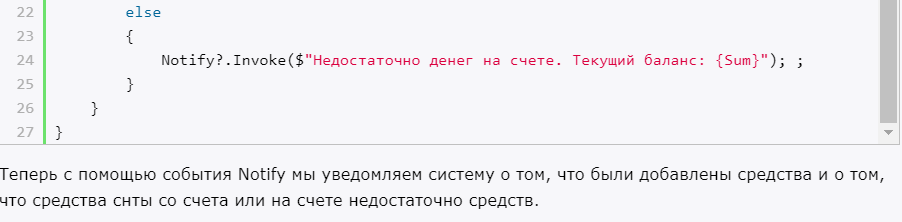 22 else
23 {
24 Notify?.Invoke($"Недостаточно денег на счете. Текущий баланс: {Sum}"); ;
25 }
26 }
27 }
Теперь с помощью события Notify мы уведомляем систему о том, что были добавлены средства и о том,
что средства снты со счета или на счете недостаточно средств.